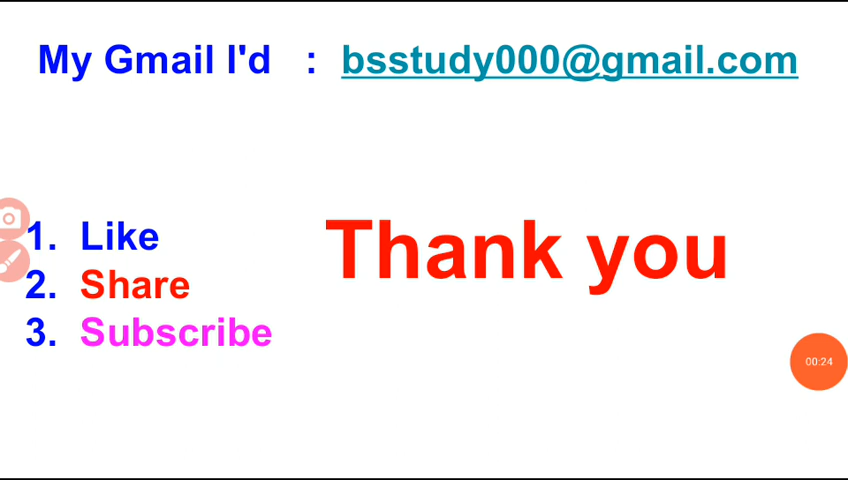 My Gmail I'd : bsstudy000@gmail.com
Thank you
1. Like
2. Share
3. Subscribe
00:24